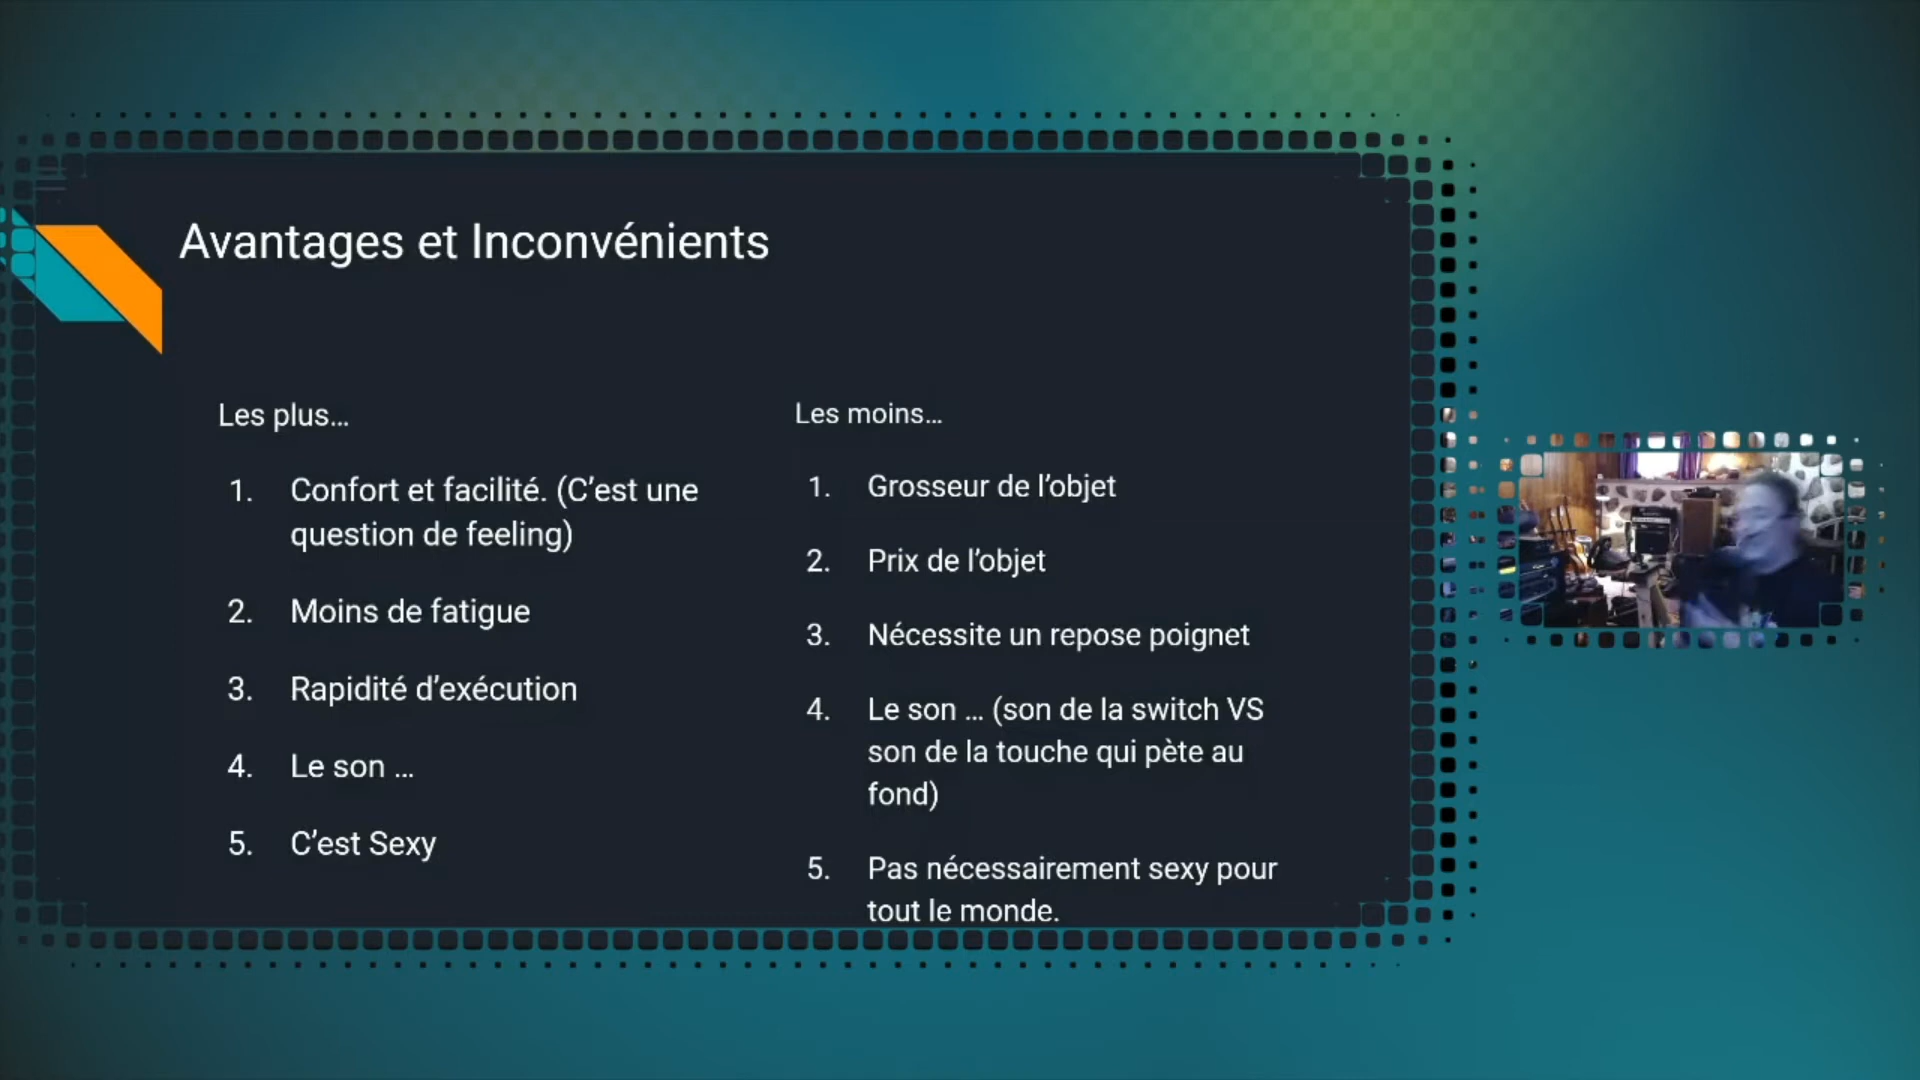 Avantages et Inconvénients
Les plus…
1. Confort et facilité. (C’est une
question de feeling)
2. Moins de fatigue
3. Rapidité d’exécution
4. Le son …
5. C’est Sexy
Les moins…
1. Grosseur de l’objet
2. Prix de l’objet
3. Nécessite un repose poignet
4. Le son … (son de la switch VS
son de la touche qui pète au
fond)
5. Pas nécessairement sexy pour
tout le monde.